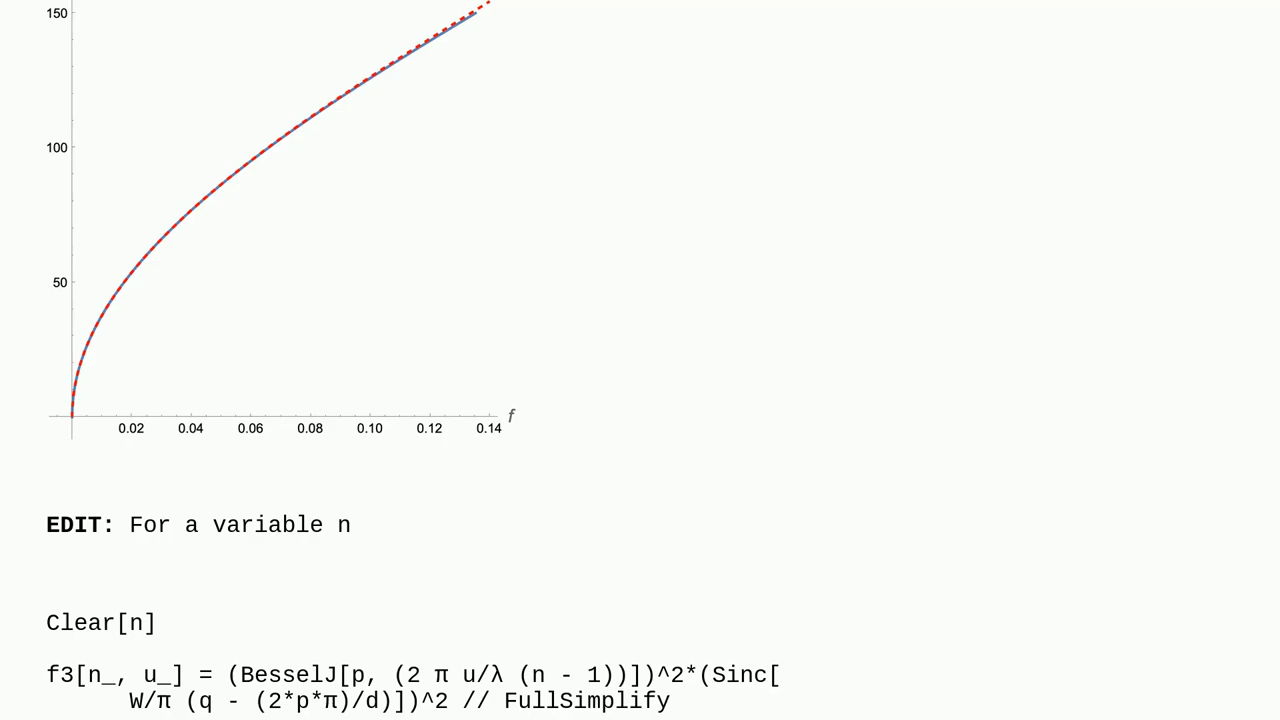 150
100
50
0.02 0.04 0.06 0.08 0.10 0.12 0.14 f
EDIT: For a variable n
Clear[n]
f3[n_, u_] = (BesselJ[p, (2 π u/λ (n - 1))])^2*(Sinc[
W/π (q - (2*p*π)/d)])^2 // FullSimplify